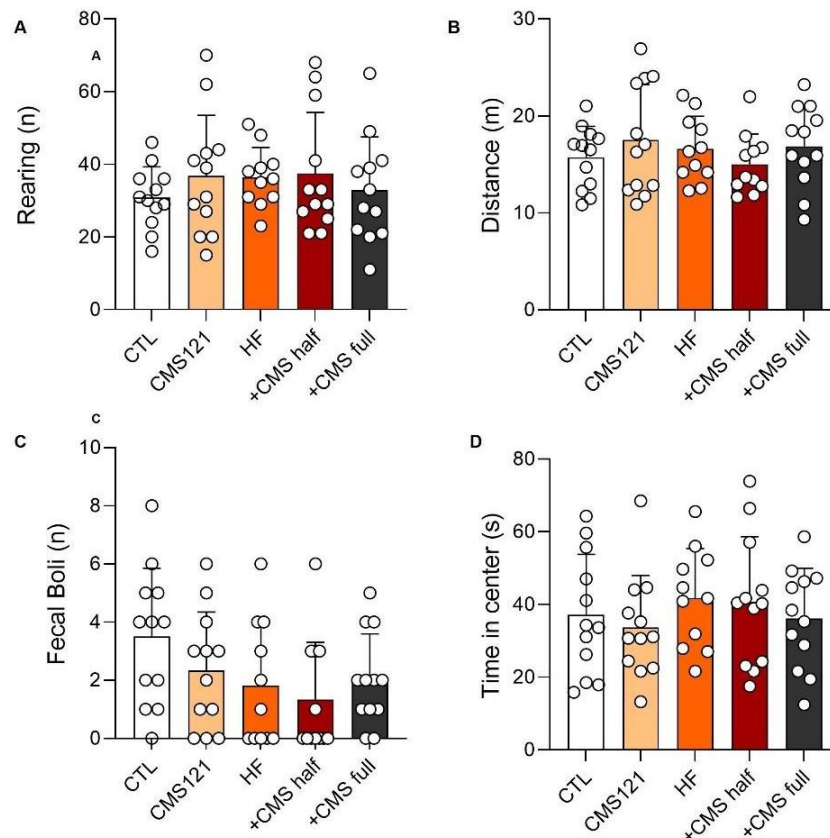 A
A
Rearing (n)
80
60
40
20
0
CTL
CMS121
HF
+CMS half
+CMS full
B
Distance (m)
30
20
10
0
CTL
CMS121
HF
+CMS half
+CMS full
C
C
Fecal Boli (n)
10
8
6
4
2
0
CTL
CMS121
HF
+CMS half
+CMS full
D
Time in center (s)
80
60
40
20
0
CTL
CMS121
HF
+CMS half
+CMS full